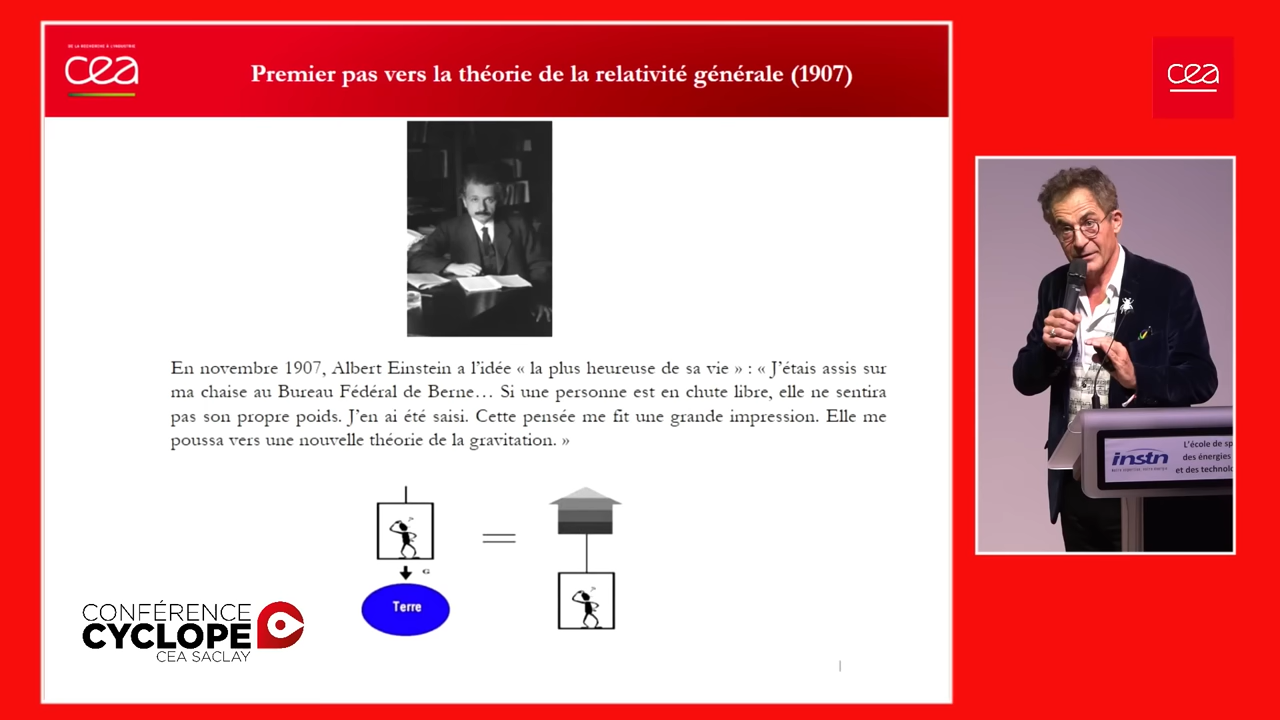 DE LA RECHERCHE À L'INDUSTRIE
cea
Premier pas vers la théorie de la relativité générale (1907)
En novembre 1907, Albert Einstein a l'idée « la plus heureuse de sa vie » : « J'étais assis sur
ma chaise au Bureau Fédéral de Berne… Si une personne est en chute libre, elle ne sentira
pas son propre poids. J'en ai été saisi. Cette pensée me fit une grande impression. Elle me
poussa vers une nouvelle théorie de la gravitation. »
G
Terre
CONFÉRENCE
CYCLOPE
CEA SACLAY
cea
instn
L'école de sp
des énergies
et des technolo